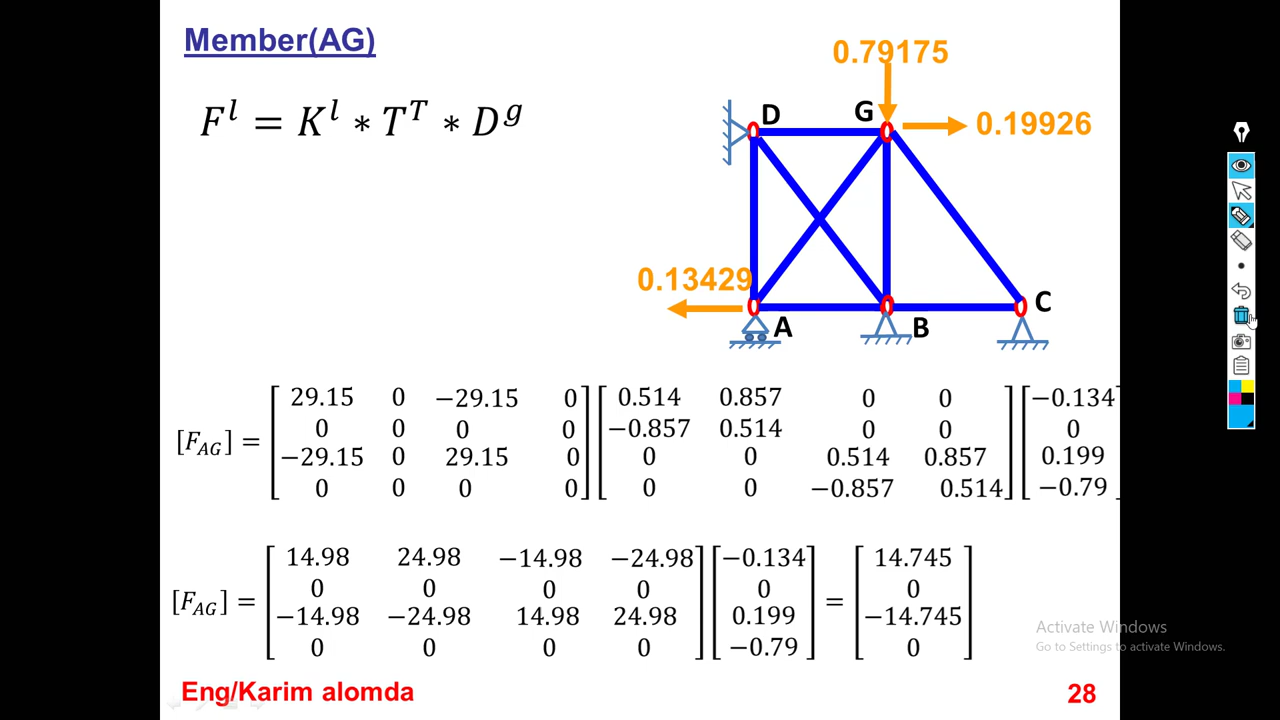 Member(AG)
0.79175
F^l = K^l * T^T * D^g
D
G
0.19926
0.13429
A
B
C
[F_AG] = [29.15 0 −29.15 0] [0.514 0.857 0 0] [−0.134
0 0 0 0 −0.857 0.514 0 0 0
−29.15 0 29.15 0 0 0 0.514 0.857 0.199
0 0 0 0 0 0 −0.857 0.514 −0.79
[F_AG] = [14.98 24.98 −14.98 −24.98] [−0.134] = [14.745]
0 0 0 0 0 0
−14.98 −24.98 14.98 24.98 0.199 −14.745
0 0 0 0 −0.79 0
Activate Windows
Go to Settings to activate Windows.
Eng/Karim alomda
28